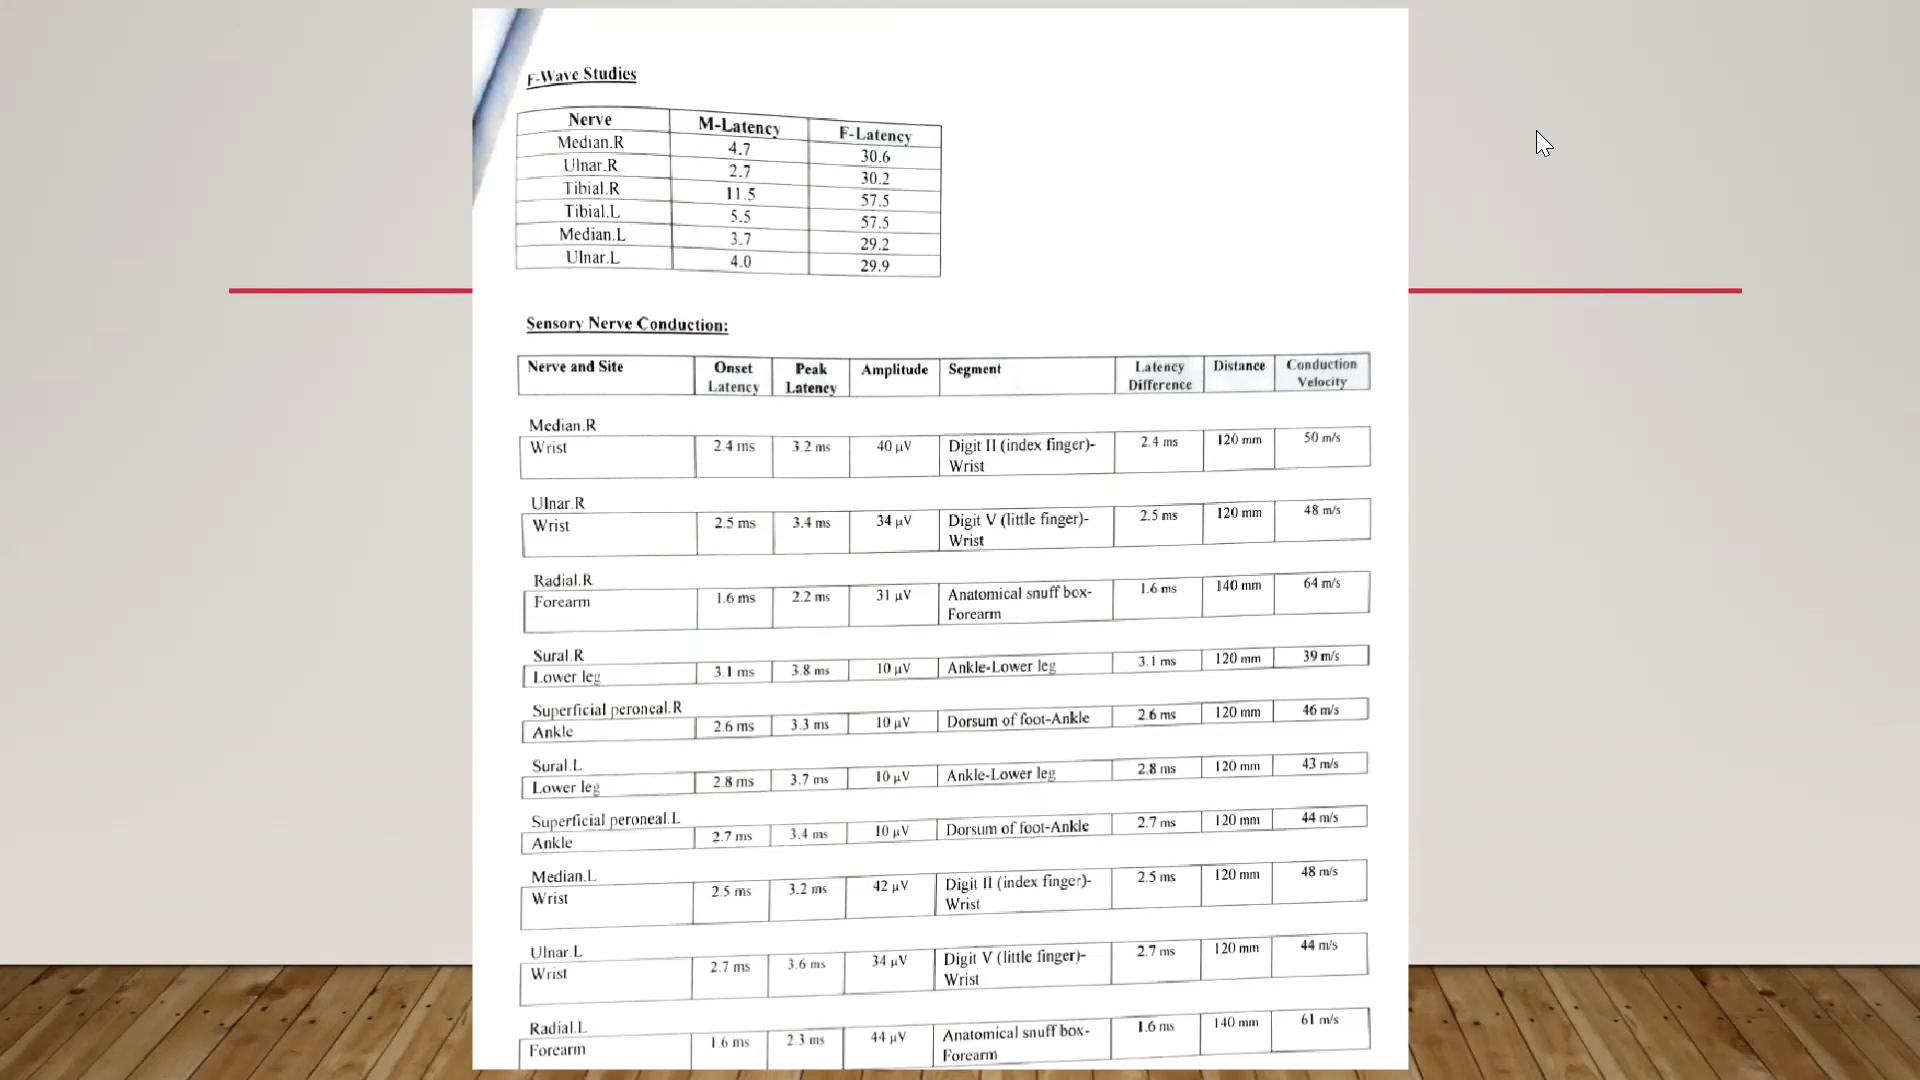 F-Wave Studies
Nerve M-Latency F-Latency
Median.R 4.7 30.6
Ulnar.R 2.7 30.2
Tibial.R 11.5 57.5
Tibial.L 5.5 57.5
Median.L 3.7 29.2
Ulnar.L 4.0 29.9
Sensory Nerve Conduction:
Nerve and Site Onset Peak Amplitude Segment Latency Distance Conduction
Latency Latency Difference Velocity
Median.R
Wrist 2.4 ms 3.2 ms 40 µV Digit II (index finger)- 2.4 ms 120 mm 50 m/s
Wrist
Ulnar.R
Wrist 2.5 ms 3.4 ms 34 µV Digit V (little finger)- 2.5 ms 120 mm 48 m/s
Wrist
Radial.R
Forearm 1.6 ms 2.2 ms 31 µV Anatomical snuff box- 1.6 ms 140 mm 64 m/s
Forearm
Sural.R
Lower leg 3.1 ms 3.8 ms 10 µV Ankle-Lower leg 3.1 ms 120 mm 39 m/s
Superficial peroneal.R
Ankle 2.6 ms 3.3 ms 10 µV Dorsum of foot-Ankle 2.6 ms 120 mm 46 m/s
Sural.L
Lower leg 2.8 ms 3.7 ms 10 µV Ankle-Lower leg 2.8 ms 120 mm 43 m/s
Superficial peroneal.L
Ankle 2.7 ms 3.4 ms 10 µV Dorsum of foot-Ankle 2.7 ms 120 mm 44 m/s
Median.L
Wrist 2.5 ms 3.2 ms 42 µV Digit II (index finger)- 2.5 ms 120 mm 48 m/s
Wrist
Ulnar.L
Wrist 2.7 ms 3.6 ms 34 µV Digit V (little finger)- 2.7 ms 120 mm 44 m/s
Wrist
Radial.L
Forearm 1.6 ms 2.3 ms 44 µV Anatomical snuff box- 1.6 ms 140 mm 61 m/s
Forearm